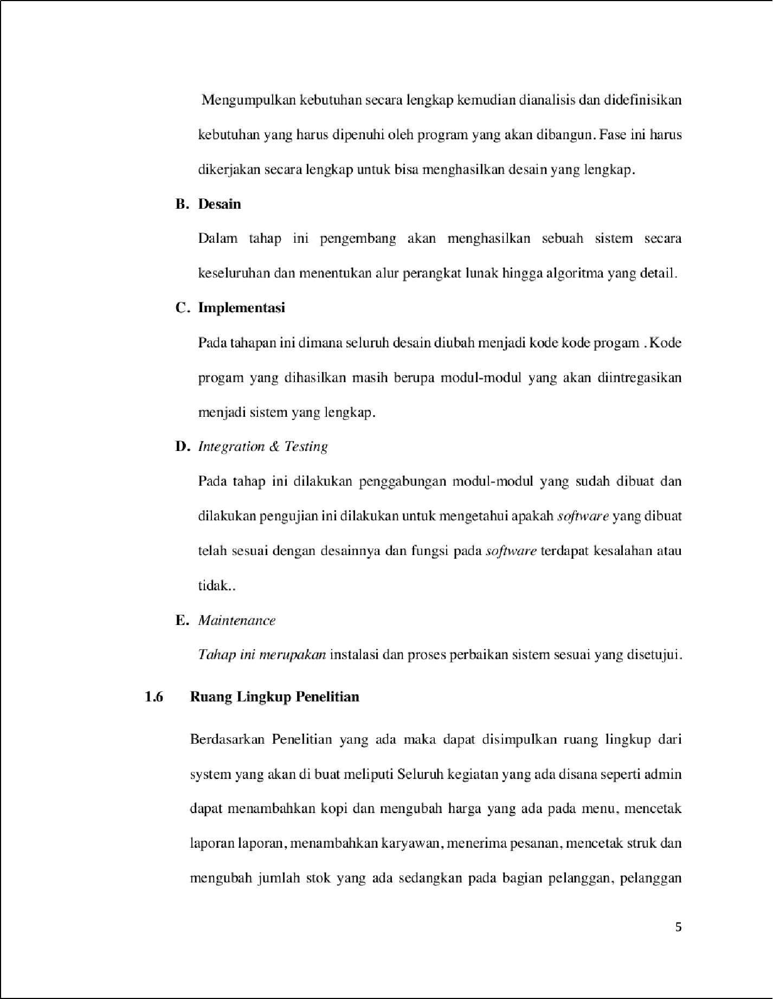 Mengumpulkan kebutuhan secara lengkap kemudian dianalisis dan didefinisikan
kebutuhan yang harus dipenuhi oleh program yang akan dibangun. Fase ini harus
dikerjakan secara lengkap untuk bisa menghasilkan desain yang lengkap.
B. Desain
Dalam tahap ini pengembang akan menghasilkan sebuah sistem secara
keseluruhan dan menentukan alur perangkat lunak hingga algoritma yang detail.
C. Implementasi
Pada tahapan ini dimana seluruh desain diubah menjadi kode kode progam . Kode
progam yang dihasilkan masih berupa modul-modul yang akan diintregasikan
menjadi sistem yang lengkap.
D. Integration & Testing
Pada tahap ini dilakukan penggabungan modul-modul yang sudah dibuat dan
dilakukan pengujian ini dilakukan untuk mengetahui apakah software yang dibuat
telah sesuai dengan desainnya dan fungsi pada software terdapat kesalahan atau
tidak..
E. Maintenance
Tahap ini merupakan instalasi dan proses perbaikan sistem sesuai yang disetujui.
1.6 Ruang Lingkup Penelitian
Berdasarkan Penelitian yang ada maka dapat disimpulkan ruang lingkup dari
system yang akan di buat meliputi Seluruh kegiatan yang ada disana seperti admin
dapat menambahkan kopi dan mengubah harga yang ada pada menu, mencetak
laporan laporan, menambahkan karyawan, menerima pesanan, mencetak struk dan
mengubah jumlah stok yang ada sedangkan pada bagian pelanggan, pelanggan
5